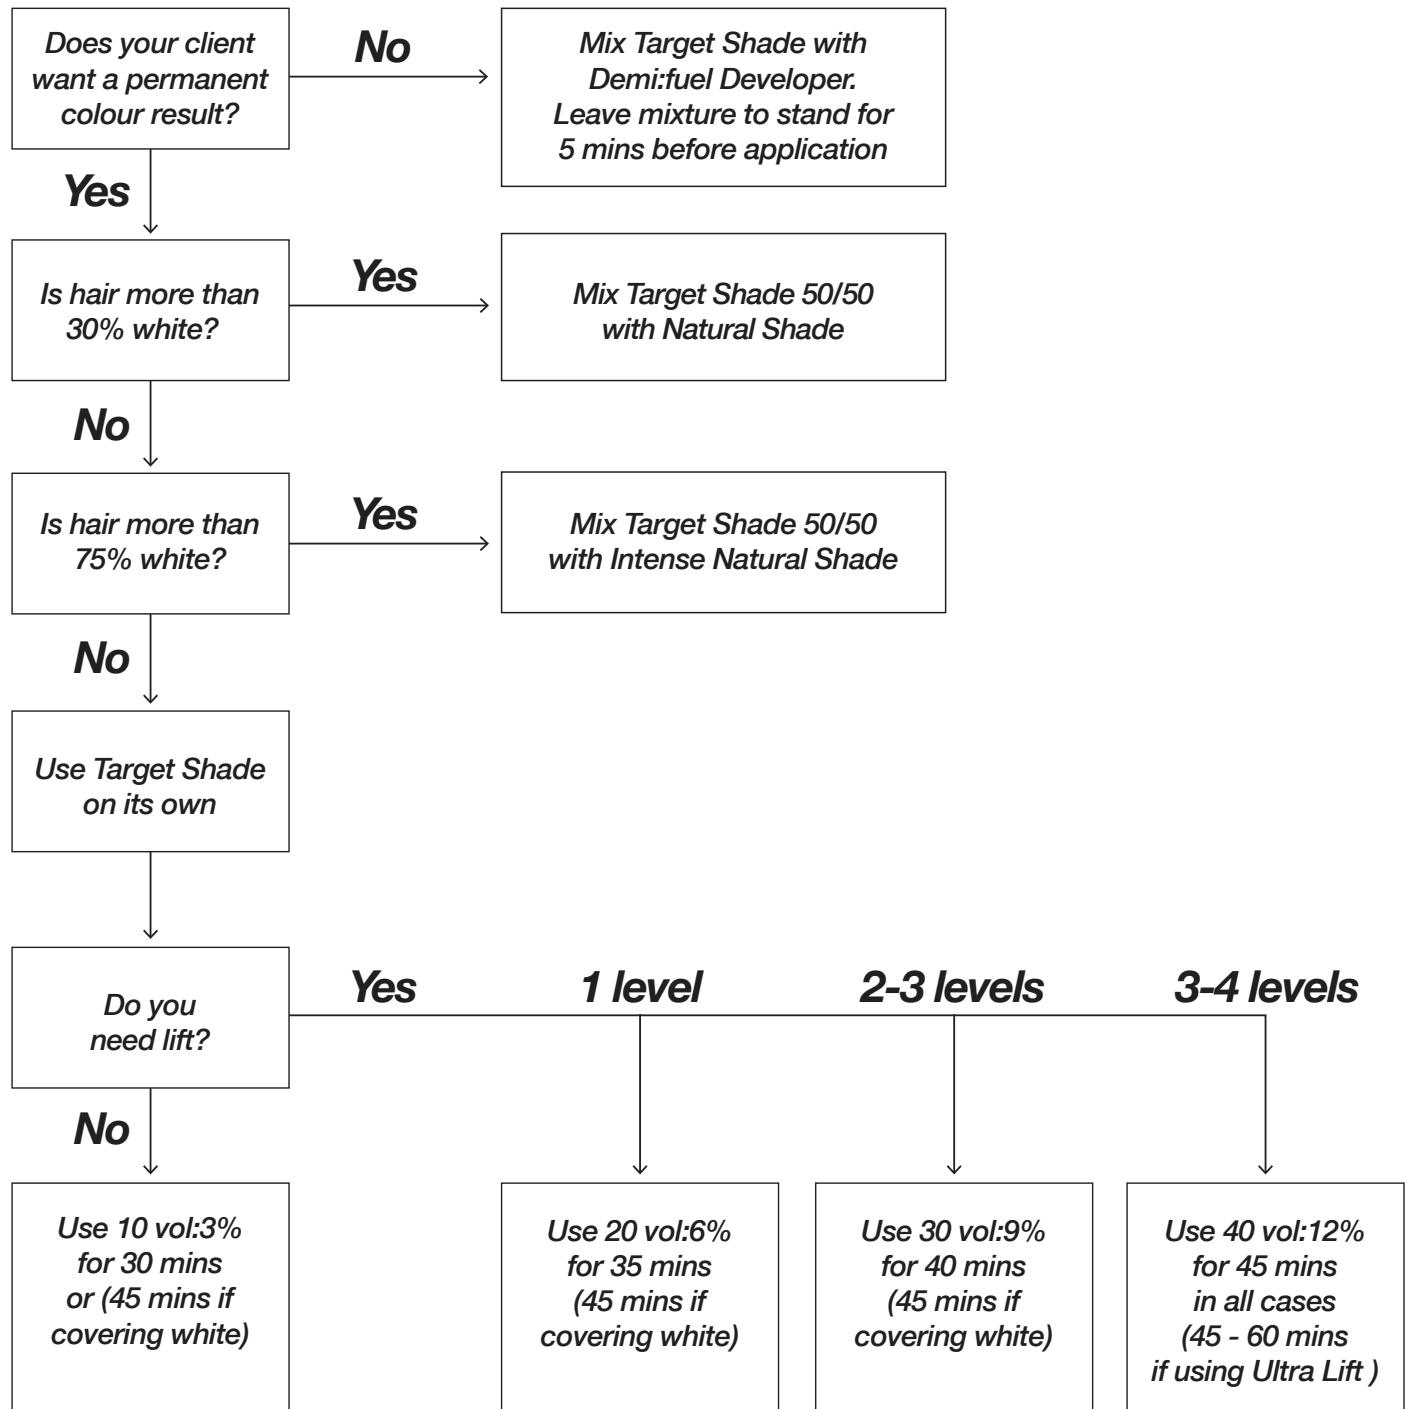 Does your client
want a permanent
colour result?
No
Mix Target Shade with
Demi:fuel Developer.
Leave mixture to stand for
5 mins before application
Yes
Is hair more than
30% white?
Yes
Mix Target Shade 50/50
with Natural Shade
No
Is hair more than
75% white?
Yes
Mix Target Shade 50/50
with Intense Natural Shade
No
Use Target Shade
on its own
Do you
need lift?
Yes
1 level
2-3 levels
3-4 levels
No
Use 10 vol:3%
for 30 mins
or (45 mins if
covering white)
Use 20 vol:6%
for 35 mins
(45 mins if
covering white)
Use 30 vol:9%
for 40 mins
(45 mins if
covering white)
Use 40 vol:12%
for 45 mins
in all cases
(45 - 60 mins
if using Ultra Lift )